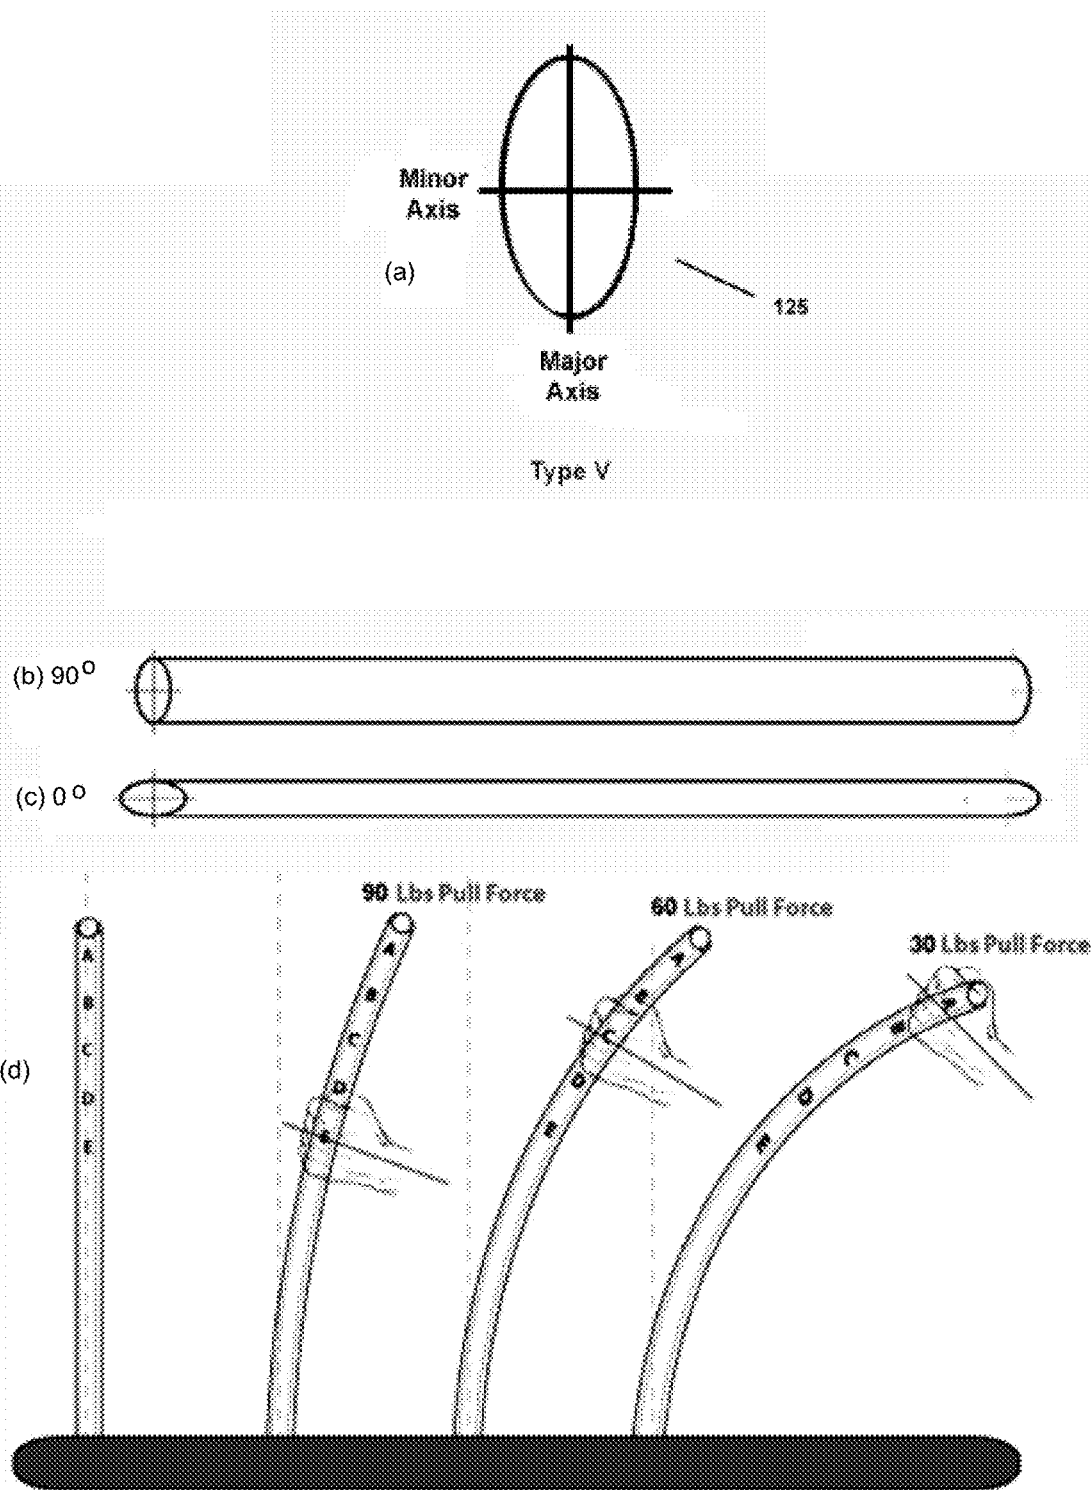 Minor
Axis
(a)
125
Major
Axis
Type V
(b) 90°
(c) 0°
90 Lbs Pull Force
60 Lbs Pull Force
30 Lbs Pull Force
(d)
A
B
C
D
E
A
B
C
D
E
A
B
C
D
E
A
B
C
D
E